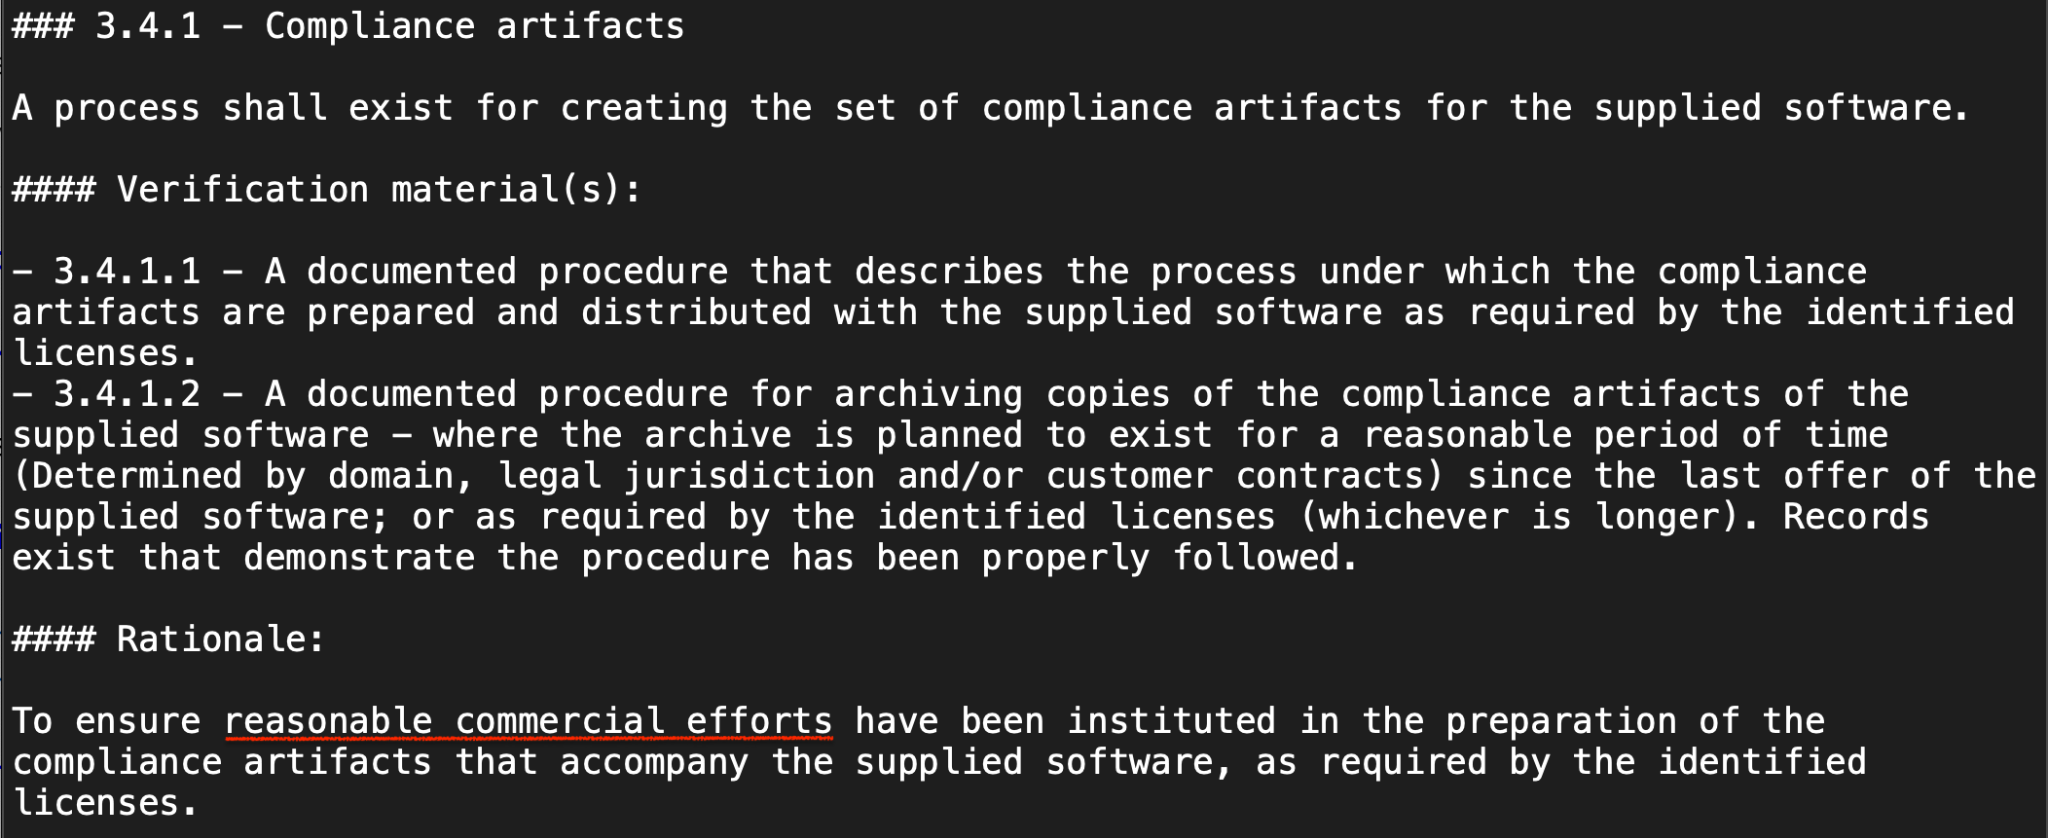 ### 3.4.1 - Compliance artifacts
A process shall exist for creating the set of compliance artifacts for the supplied software.
#### Verification material(s):
- 3.4.1.1 - A documented procedure that describes the process under which the compliance
artifacts are prepared and distributed with the supplied software as required by the identified
licenses.
- 3.4.1.2 - A documented procedure for archiving copies of the compliance artifacts of the
supplied software - where the archive is planned to exist for a reasonable period of time
(Determined by domain, legal jurisdiction and/or customer contracts) since the last offer of the
supplied software; or as required by the identified licenses (whichever is longer). Records
exist that demonstrate the procedure has been properly followed.
#### Rationale:
To ensure reasonable commercial efforts have been instituted in the preparation of the
compliance artifacts that accompany the supplied software, as required by the identified
licenses.